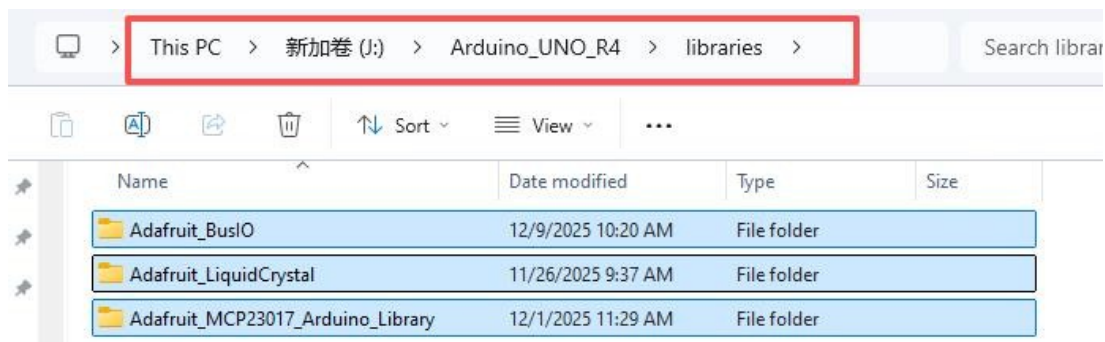 This PC > 新加卷 (J:) > Arduino_UNO_R4 > libraries >
Search librar
Sort
View
Name Date modified Type Size
Adafruit_BusIO 12/9/2025 10:20 AM File folder
Adafruit_LiquidCrystal 11/26/2025 9:37 AM File folder
Adafruit_MCP23017_Arduino_Library 12/1/2025 11:29 AM File folder